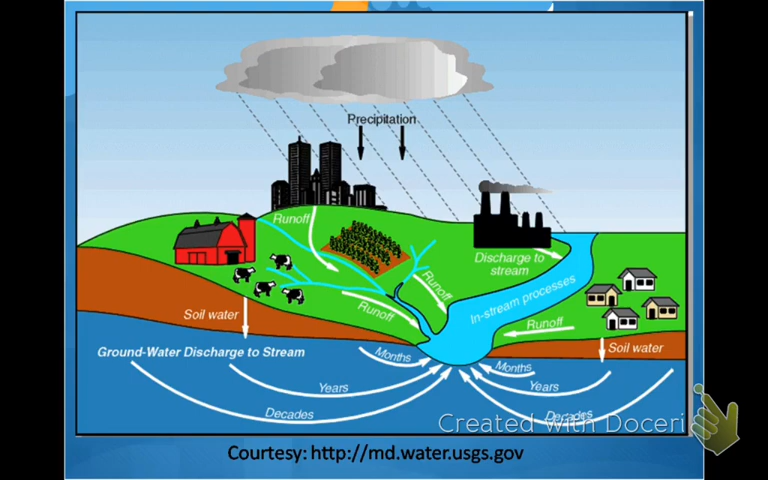 Precipitation
Runoff
Discharge to
stream
Runoff
In-stream processes
Runoff
Soil water
Runoff
Soil water
Ground-Water Discharge to Stream
Months
Months
Years
Years
Decades
Decades
Created with Doceri
Courtesy: http://md.water.usgs.gov